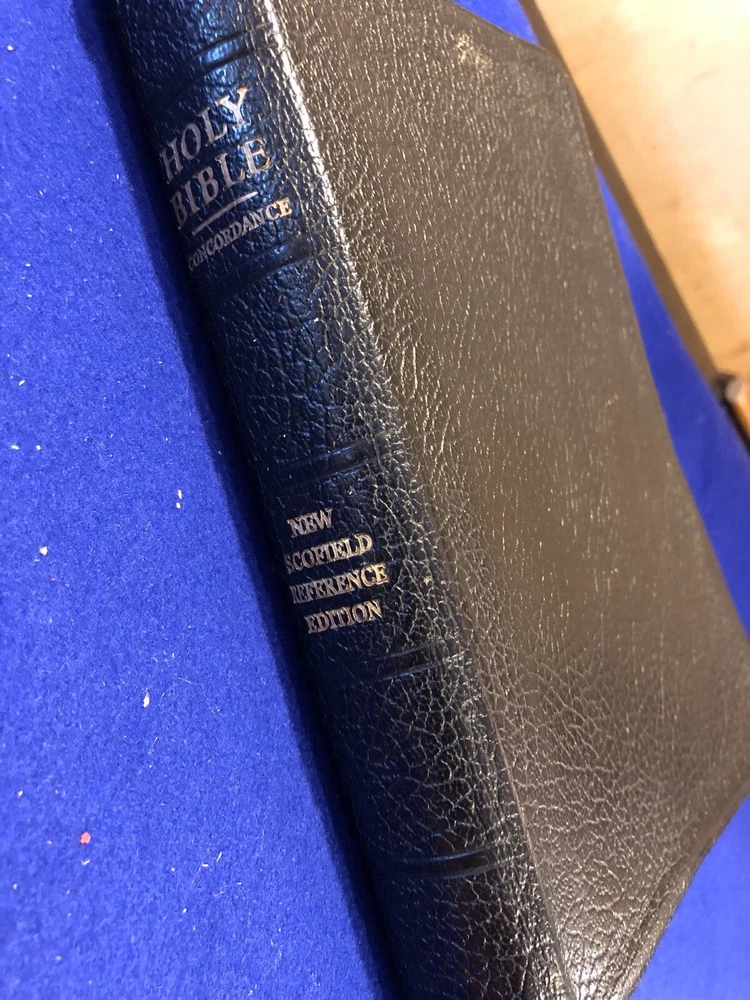 HOLY
BIBLE
CONCORDANCE
NEW
SCOFIELD
REFERENCE
EDITION